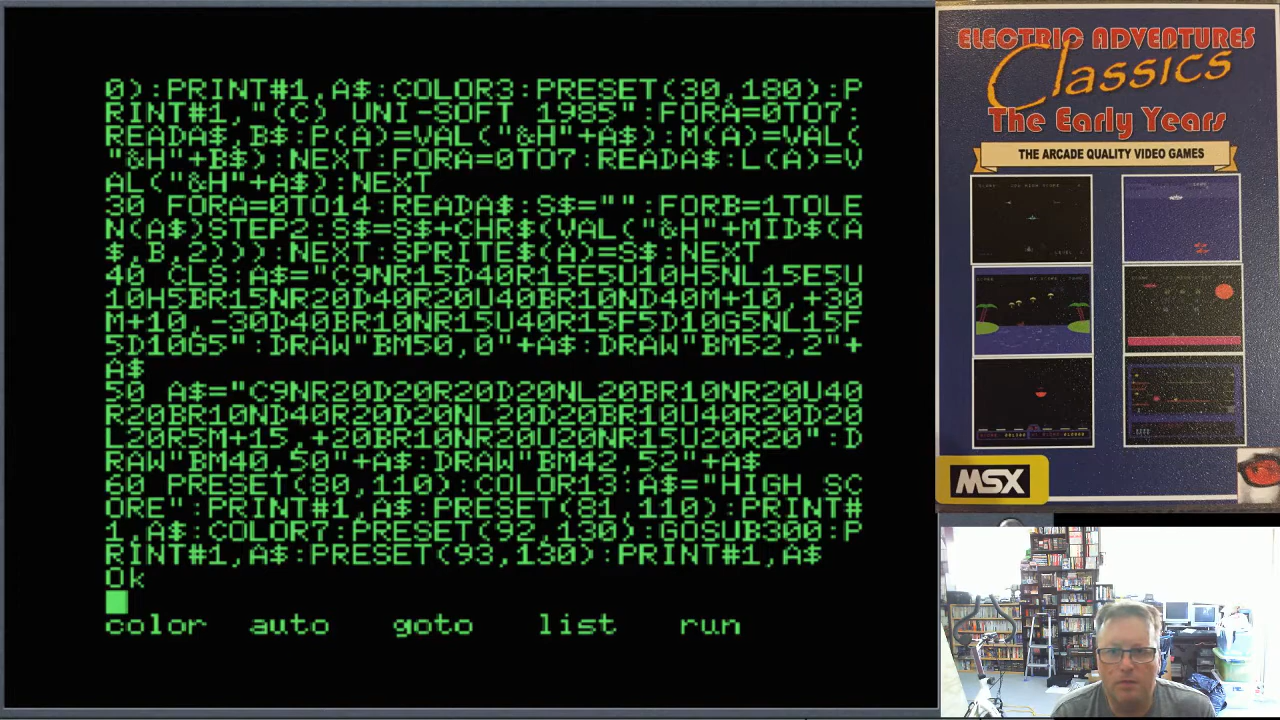 0):PRINT#1,A$:COLOR3:PRESET(30,180):P
RINT#1,"(C) UNI-SOFT 1985":FORA=0TO7:
READA$,B$:P(A)=VAL("&H"+A$):M(A)=VAL(
"&H"+B$):NEXT:FORA=0TO7:READA$:L(A)=V
AL("&H"+A$):NEXT
30 FORA=0TO14:READA$:S$="":FORB=1TOLE
N(A$)STEP2:S$=S$+CHR$(VAL("&H"+MID$(A
$,B,2))):NEXT:SPRITE$(A)=S$:NEXT
40 CLS:A$="C9NR15D40R15E5U10H5NL15E5U
10H5BR15NR20D40R20U40BR10ND40M+10,+30
M+10,-30D40BR10NR15U40R15F5D10G5NL15F
5D10G5":DRAW"BM50,0"+A$:DRAW"BM52,2"+
A$
50 A$="C9NR20D20R20D20NL20BR10NR20U40
R20BR10ND40R20D20NL20D20BR10U40R20D20
L20R5M+15,+20BR10NR20U20NR15U20R20":D
RAW"BM40,50"+A$:DRAW"BM42,52"+A$
60 PRESET(80,110):COLOR13:A$="HIGH SC
ORE":PRINT#1,A$:PRESET(81,110):PRINT#
1,A$:COLOR7:PRESET(92,130):GOSUB300:P
RINT#1,A$:PRESET(93,130):PRINT#1,A$
Ok
color auto goto list run
ELECTRIC ADVENTURES
Classics
The Early Years
THE ARCADE QUALITY VIDEO GAMES
MSX